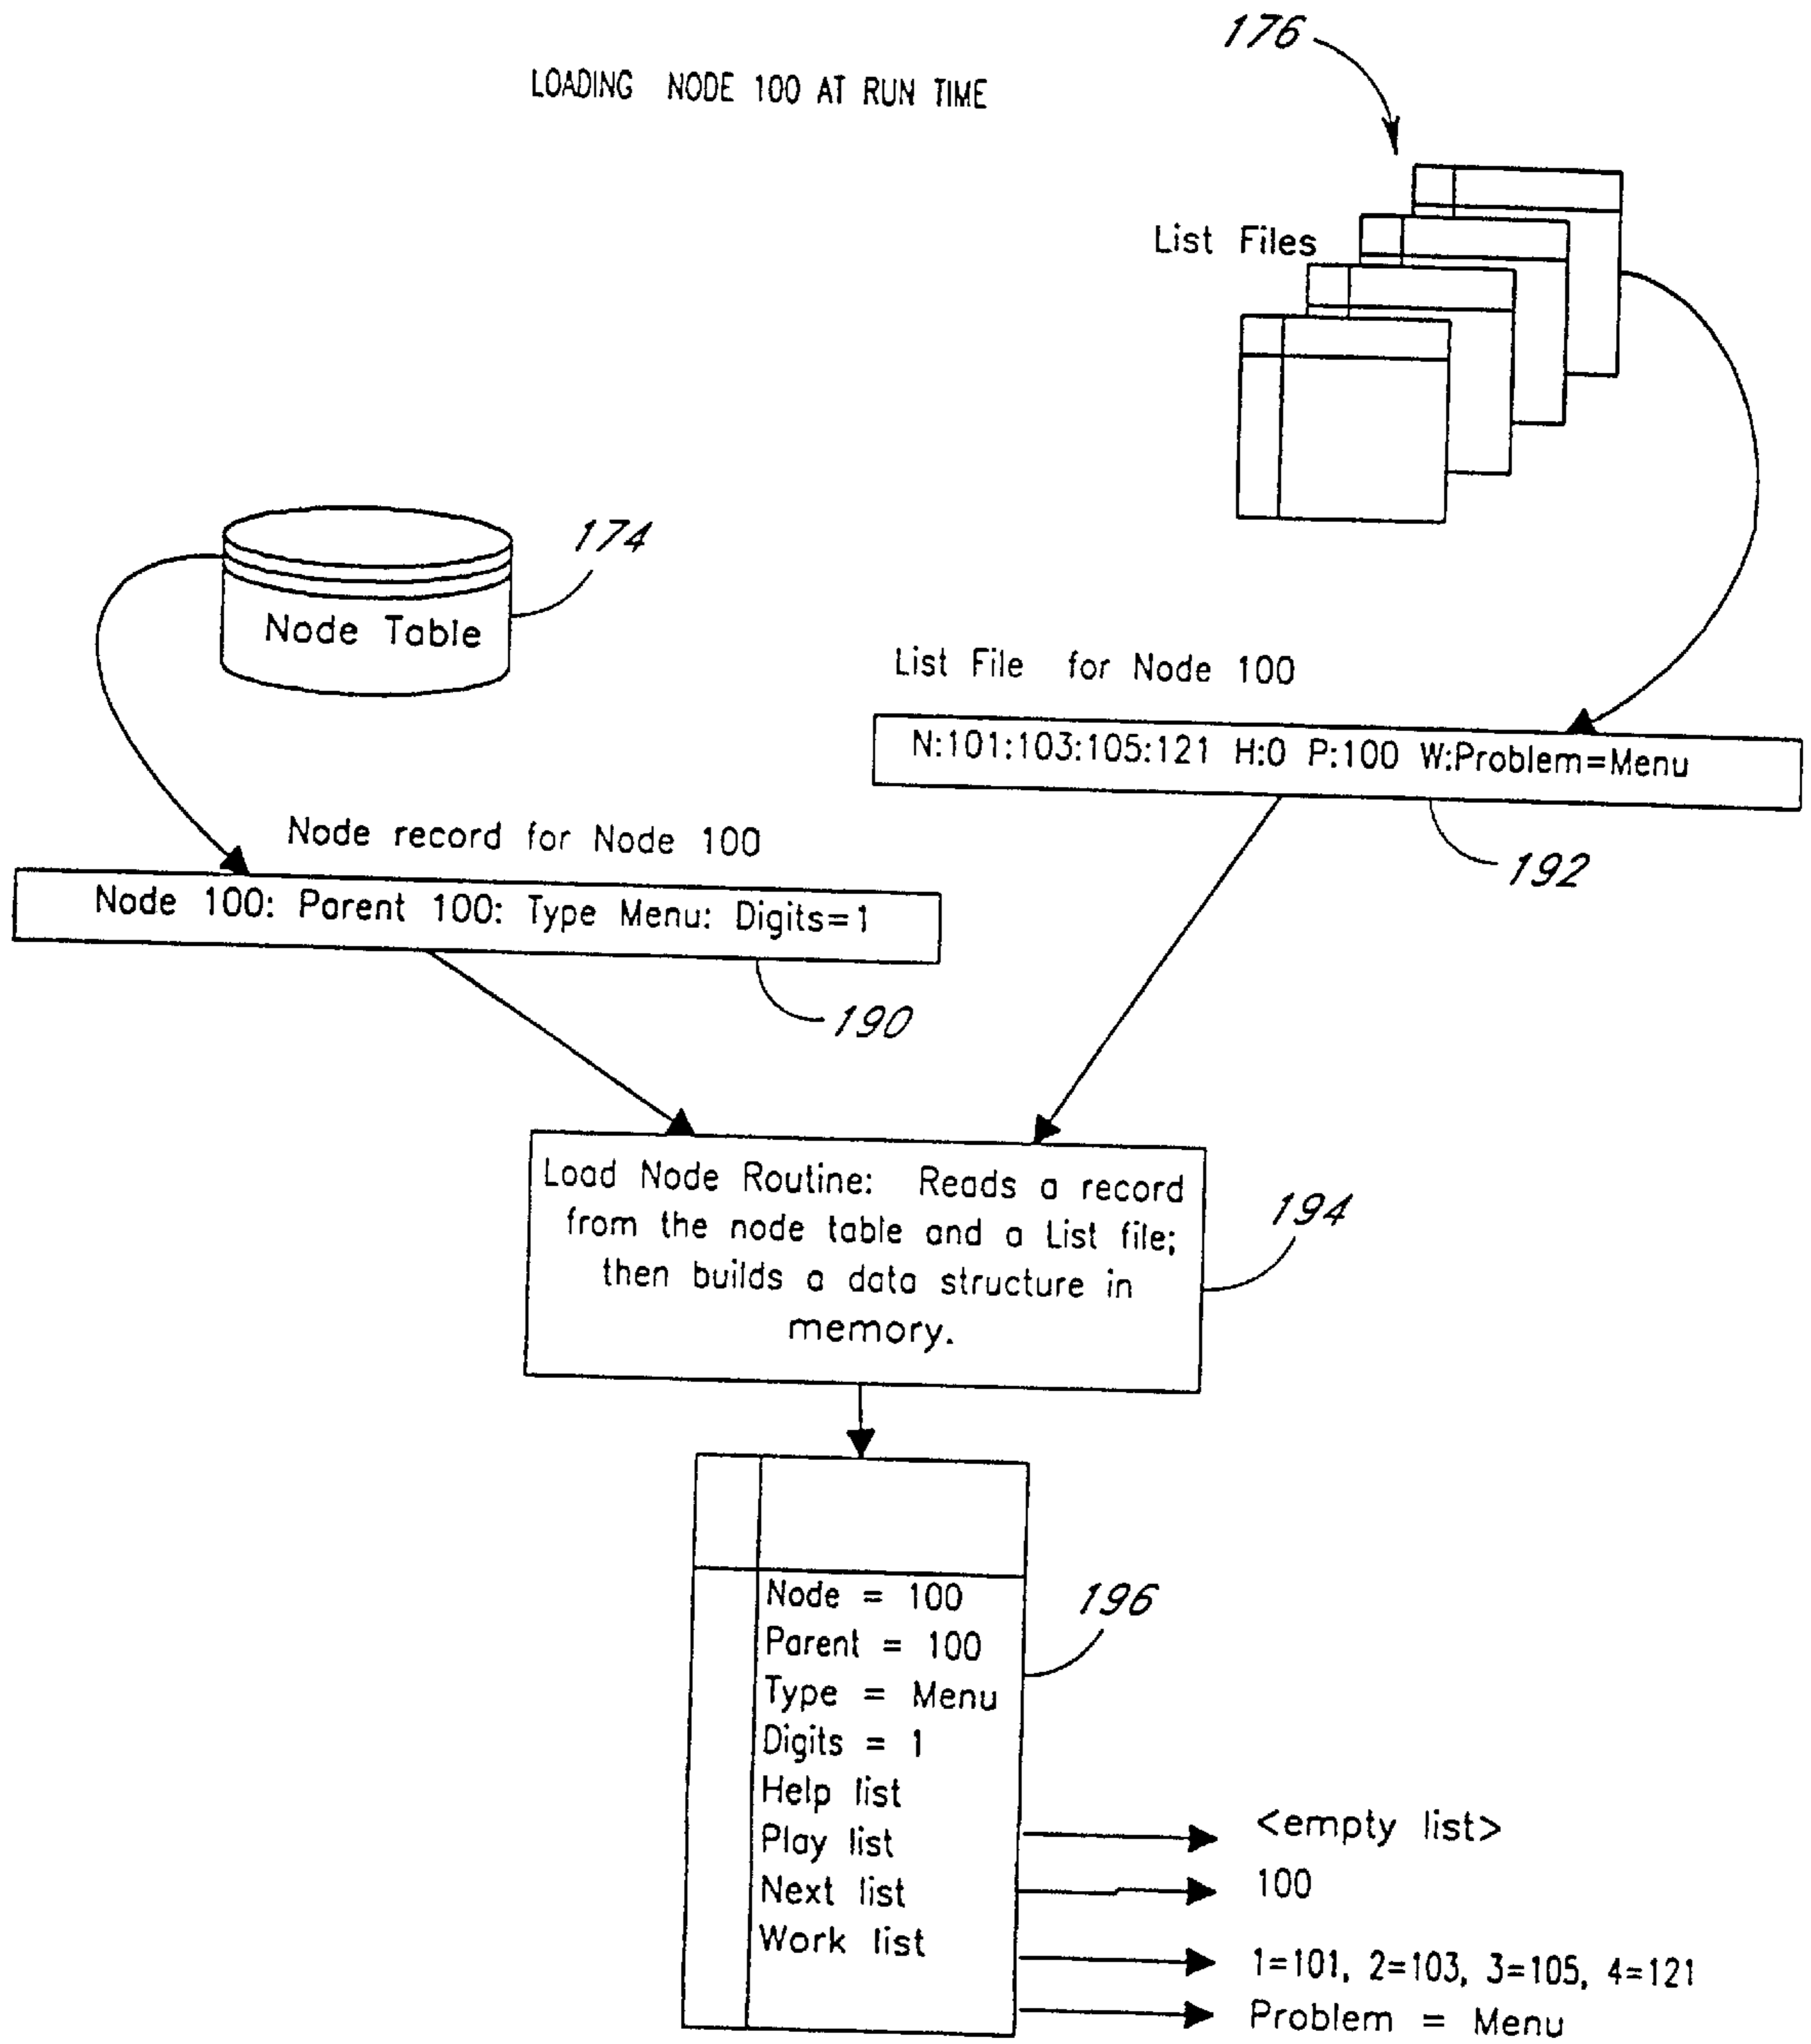 176
LOADING NODE 100 AT RUN TIME
List Files
174
Node Table
List File for Node 100
N:101:103:105:121 H:0 P:100 W:Problem=Menu
192
Node record for Node 100
Node 100: Parent 100: Type Menu: Digits=1
190
Load Node Routine: Reads a record
from the node table and a List file;
then builds a data structure in
memory.
194
Node = 100
Parent = 100
Type = Menu
Digits = 1
Help list
Play list
Next list
Work list
196
<empty list>
100
1=101, 2=103, 3=105, 4=121
Problem = Menu